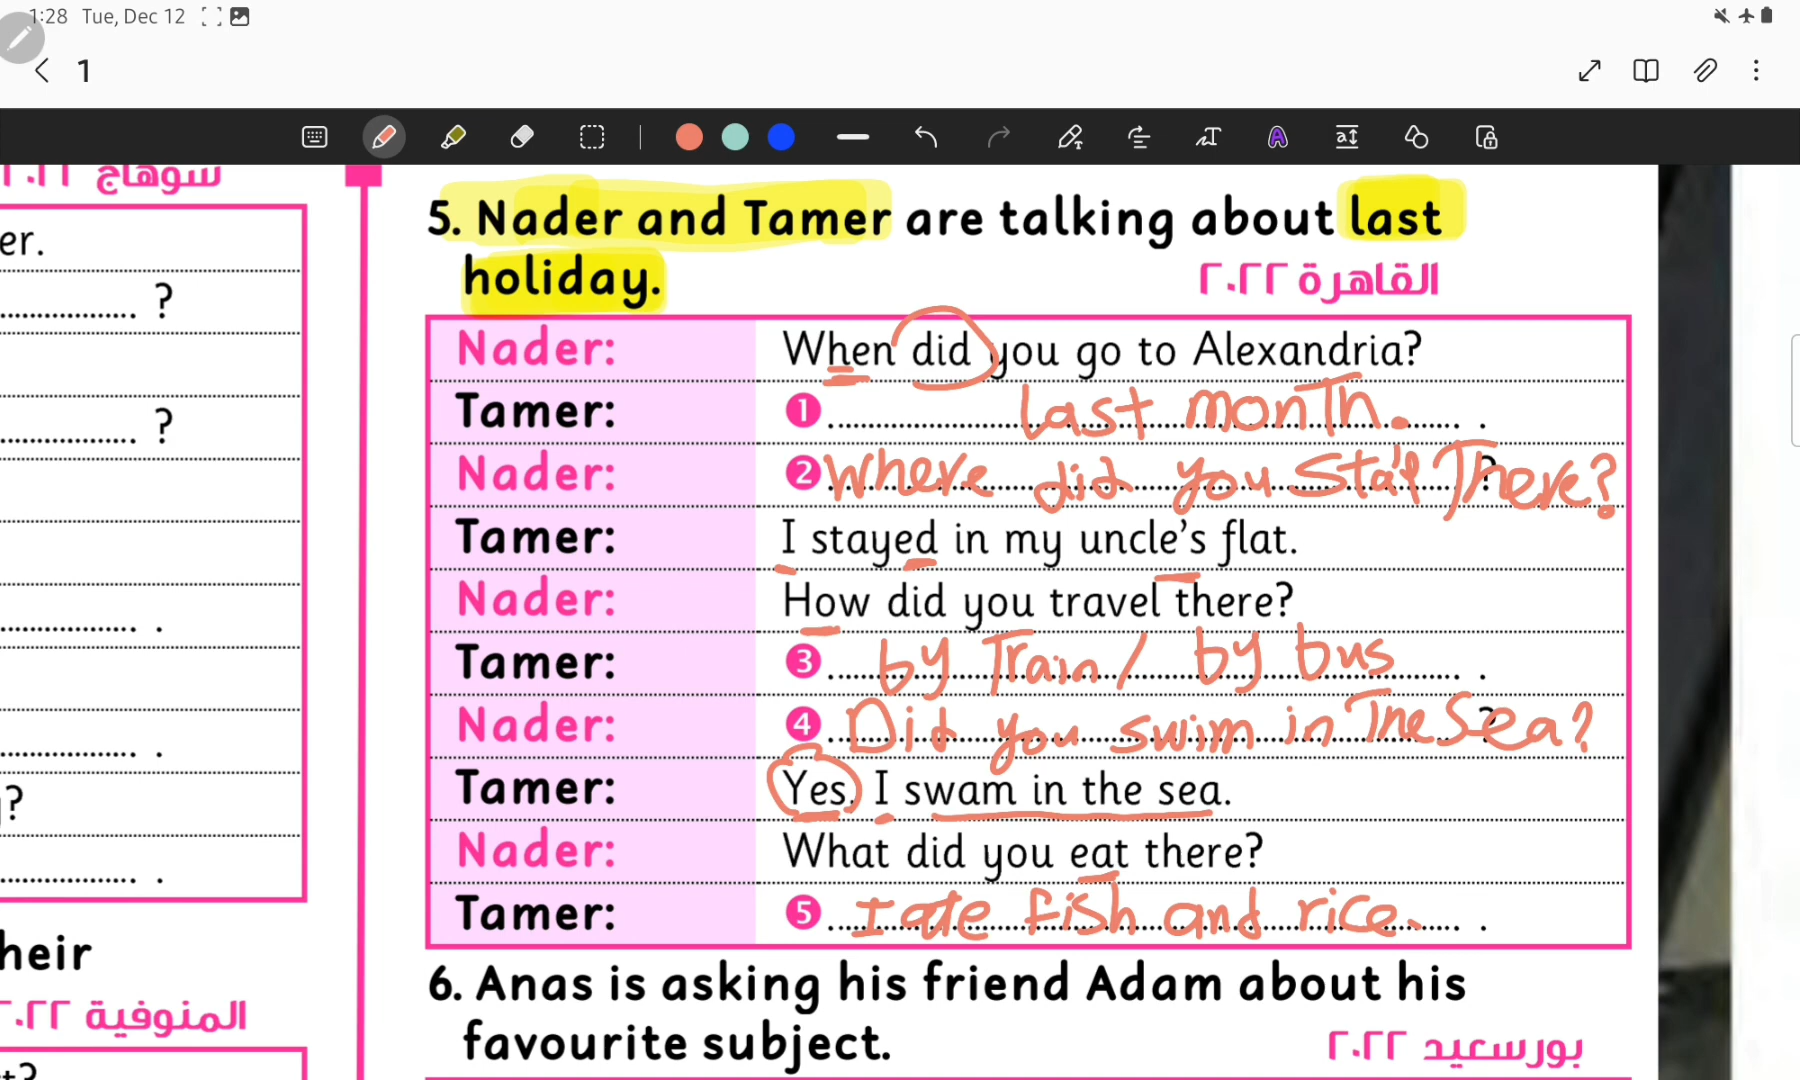 1:28 Tue, Dec 12
1
سوهاج ٢٠٢٢
er.
?
?
.
.
?
.
heir
المنوفية ٢٠٢٢
5. Nader and Tamer are talking about last
holiday.
القاهرة ٢٠٢٢
Nader: When did you go to Alexandria?
Tamer: 1 last month.
Nader: 2 Where did you stay There?
Tamer: I stayed in my uncle's flat.
Nader: How did you travel there?
Tamer: 3 by Train / by bus
Nader: 4 Did you swim in The Sea?
Tamer: Yes, I swam in the sea.
Nader: What did you eat there?
Tamer: 5 I ate fish and rice.
6. Anas is asking his friend Adam about his
favourite subject.
بورسعيد ٢٠٢٢